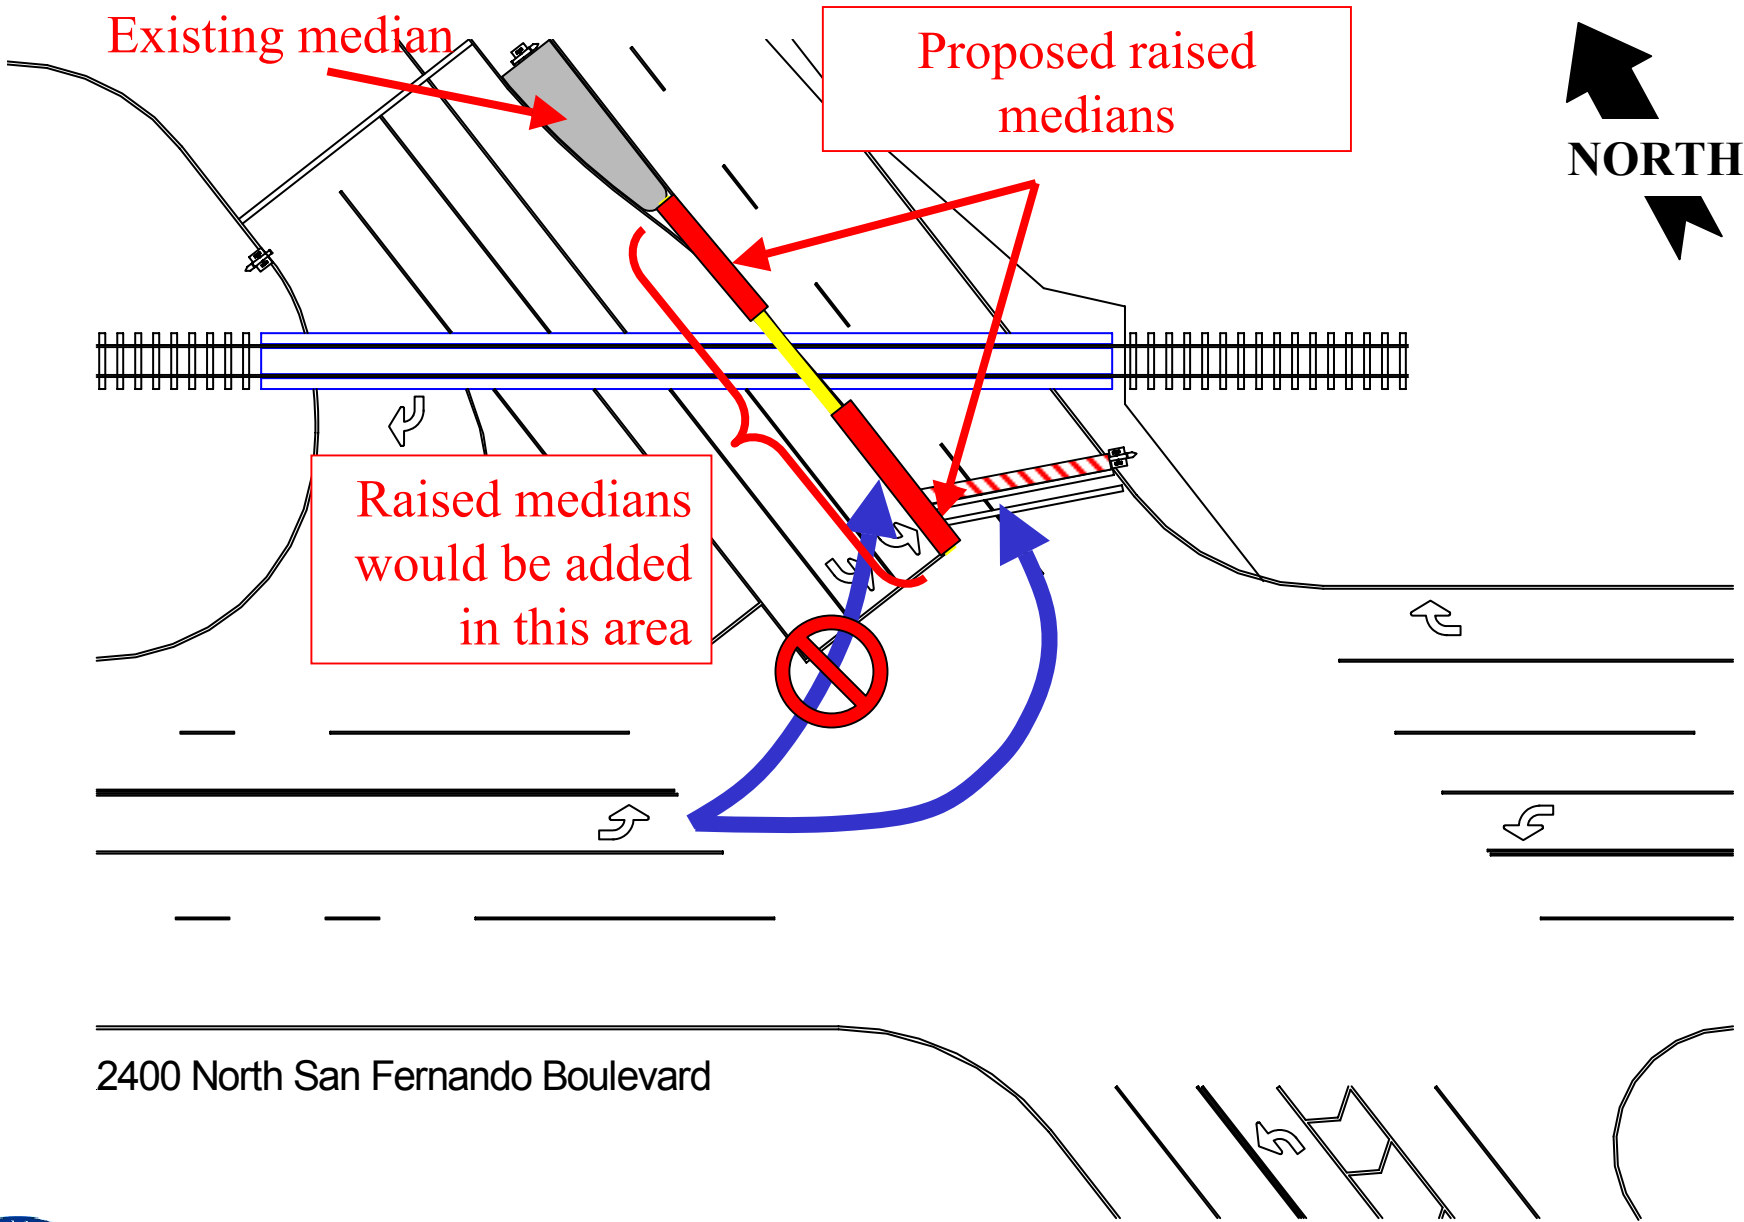 Existing median
Proposed raised
medians
NORTH
Raised medians
would be added
in this area
2400 North San Fernando Boulevard